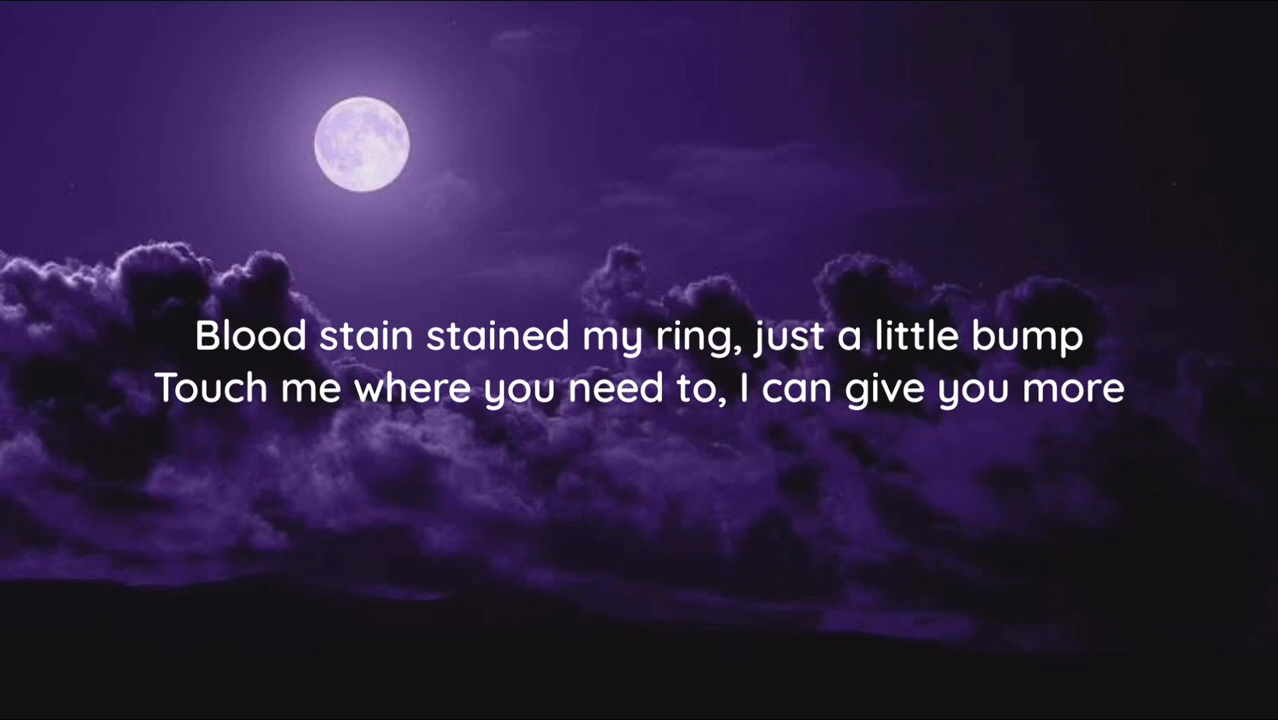 Blood stain stained my ring, just a little bump
Touch me where you need to, I can give you more